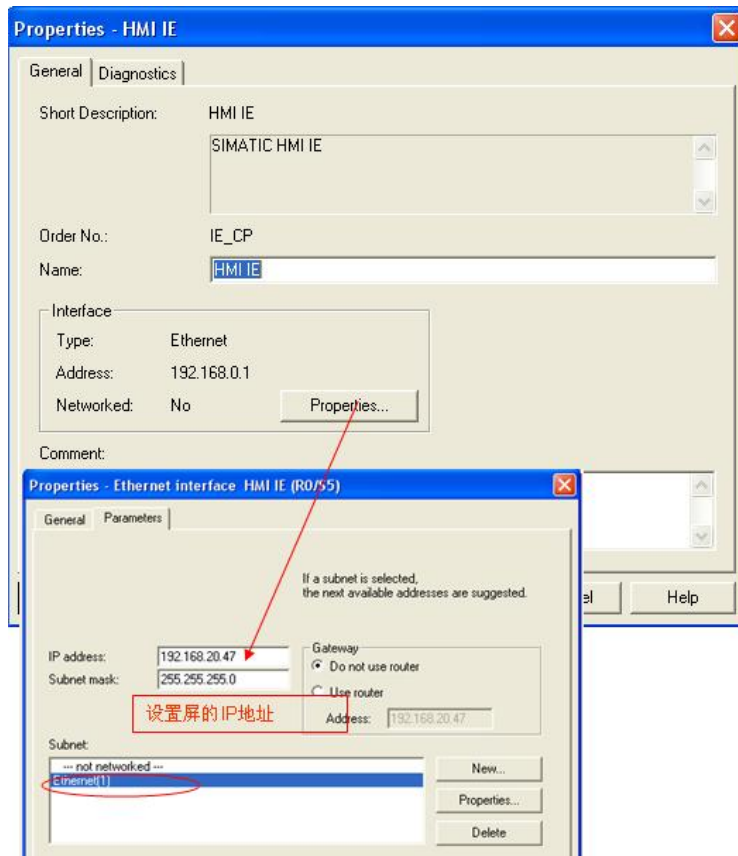 Properties - HMI IE
General
Diagnostics
Short Description:
HMI IE
SIMATIC HMI IE
Order No.:
IE_CP
Name:
HMI IE
Interface
Type:
Ethernet
Address:
192.168.0.1
Networked:
No
Properties...
Comment:
Properties - Ethernet interface HMI IE (R0/S5)
General
Parameters
If a subnet is selected,
the next available addresses are suggested.
el
Help
IP address:
192.168.20.47
Subnet mask:
255.255.255.0
Gateway
Do not use router
Use router
Address:
192.168.20.47
设置屏的IP地址
Subnet:
--- not networked ---
Ethernet(1)
New...
Properties...
Delete